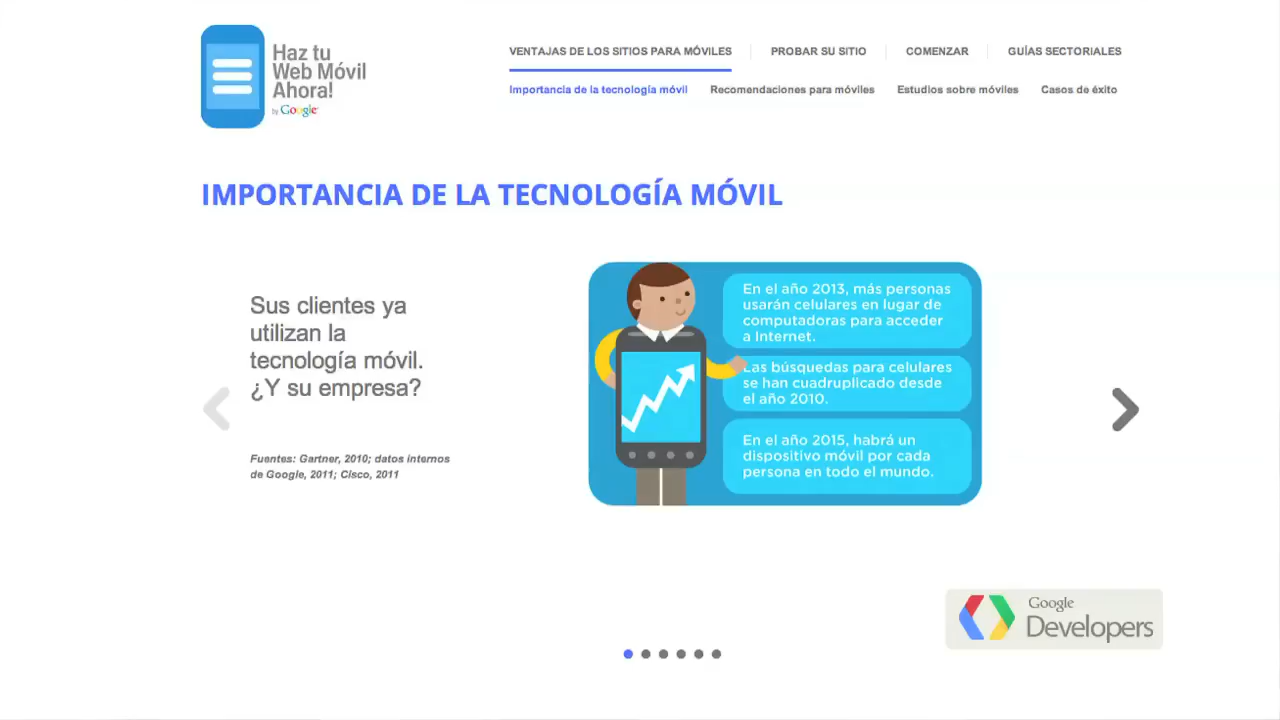 Haz tu
Web Móvil
Ahora!
by Google
VENTAJAS DE LOS SITIOS PARA MÓVILES
PROBAR SU SITIO
COMENZAR
GUÍAS SECTORIALES
Importancia de la tecnología móvil
Recomendaciones para móviles
Estudios sobre móviles
Casos de éxito
IMPORTANCIA DE LA TECNOLOGÍA MÓVIL
Sus clientes ya
utilizan la
tecnología móvil.
¿Y su empresa?
Fuentes: Gartner, 2010; datos internos
de Google, 2011; Cisco, 2011
En el año 2013, más personas
usarán celulares en lugar de
computadoras para acceder
a Internet.
Las búsquedas para celulares
se han cuadruplicado desde
el año 2010.
En el año 2015, habrá un
dispositivo móvil por cada
persona en todo el mundo.
Google
Developers